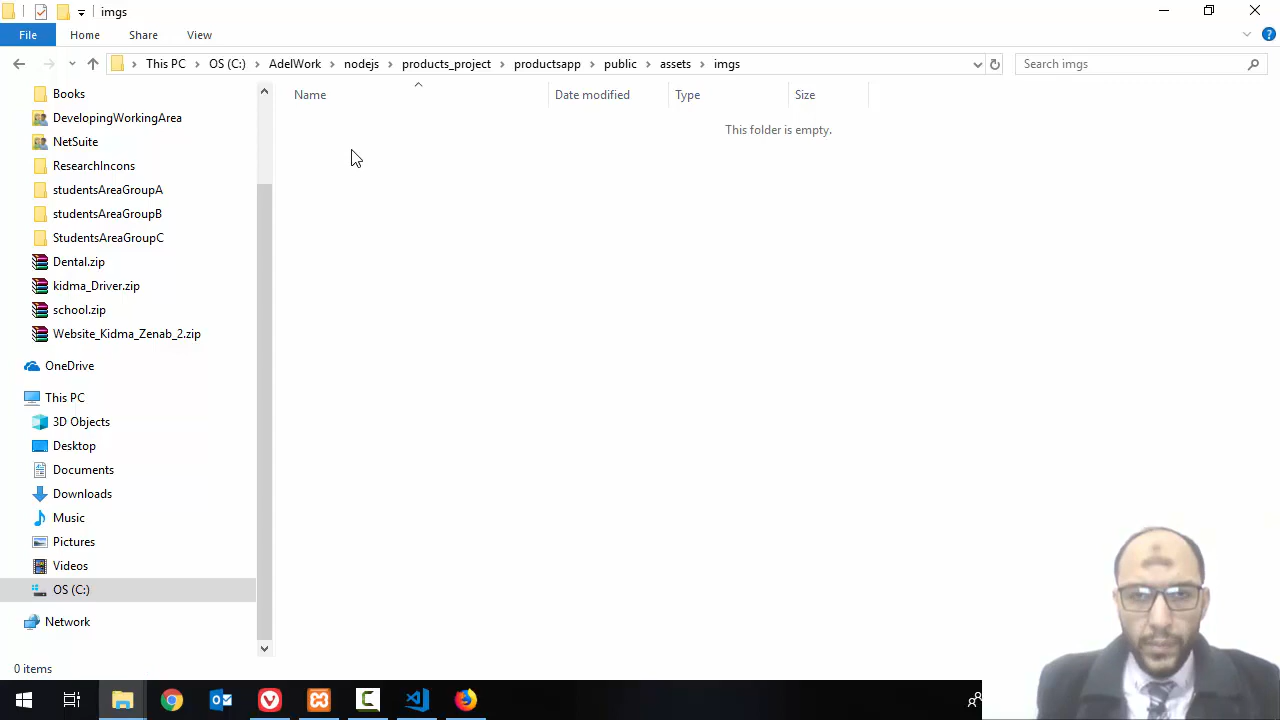 imgs
File Home Share View
This PC OS (C:) AdelWork nodejs products_project productsapp public assets imgs
Search imgs
Name Date modified Type Size
This folder is empty.
Books
DevelopingWorkingArea
NetSuite
ResearchIncons
studentsAreaGroupA
studentsAreaGroupB
StudentsAreaGroupC
Dental.zip
kidma_Driver.zip
school.zip
Website_Kidma_Zenab_2.zip
OneDrive
This PC
3D Objects
Desktop
Documents
Downloads
Music
Pictures
Videos
OS (C:)
Network
0 items